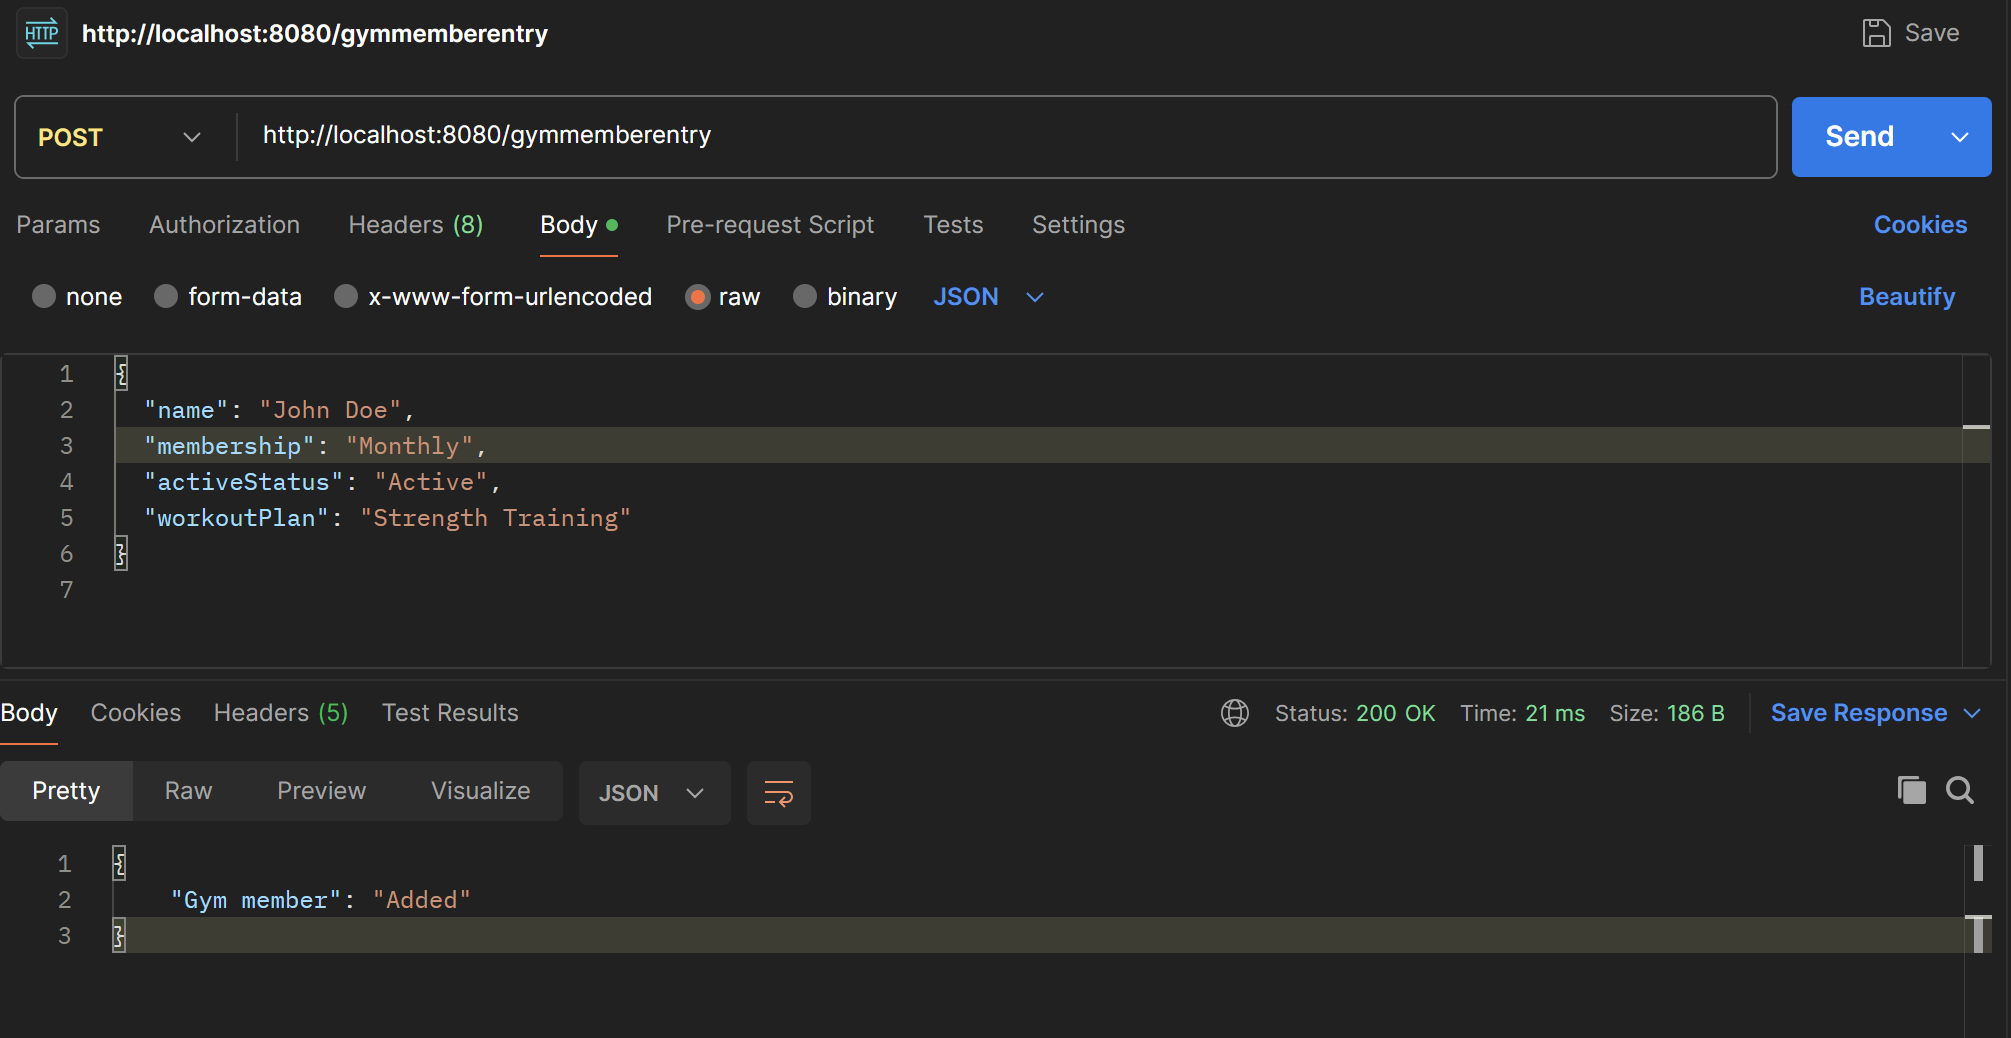 HTTP http://localhost:8080/gymmemberentry Save
POST http://localhost:8080/gymmemberentry Send
Params Authorization Headers (8) Body Pre-request Script Tests Settings Cookies
none form-data x-www-form-urlencoded raw binary JSON Beautify
1 {
2 "name": "John Doe",
3 "membership": "Monthly",
4 "activeStatus": "Active",
5 "workoutPlan": "Strength Training"
6 }
7
Body Cookies Headers (5) Test Results Status: 200 OK Time: 21 ms Size: 186 B Save Response
Pretty Raw Preview Visualize JSON
1 {
2 "Gym member": "Added"
3 }